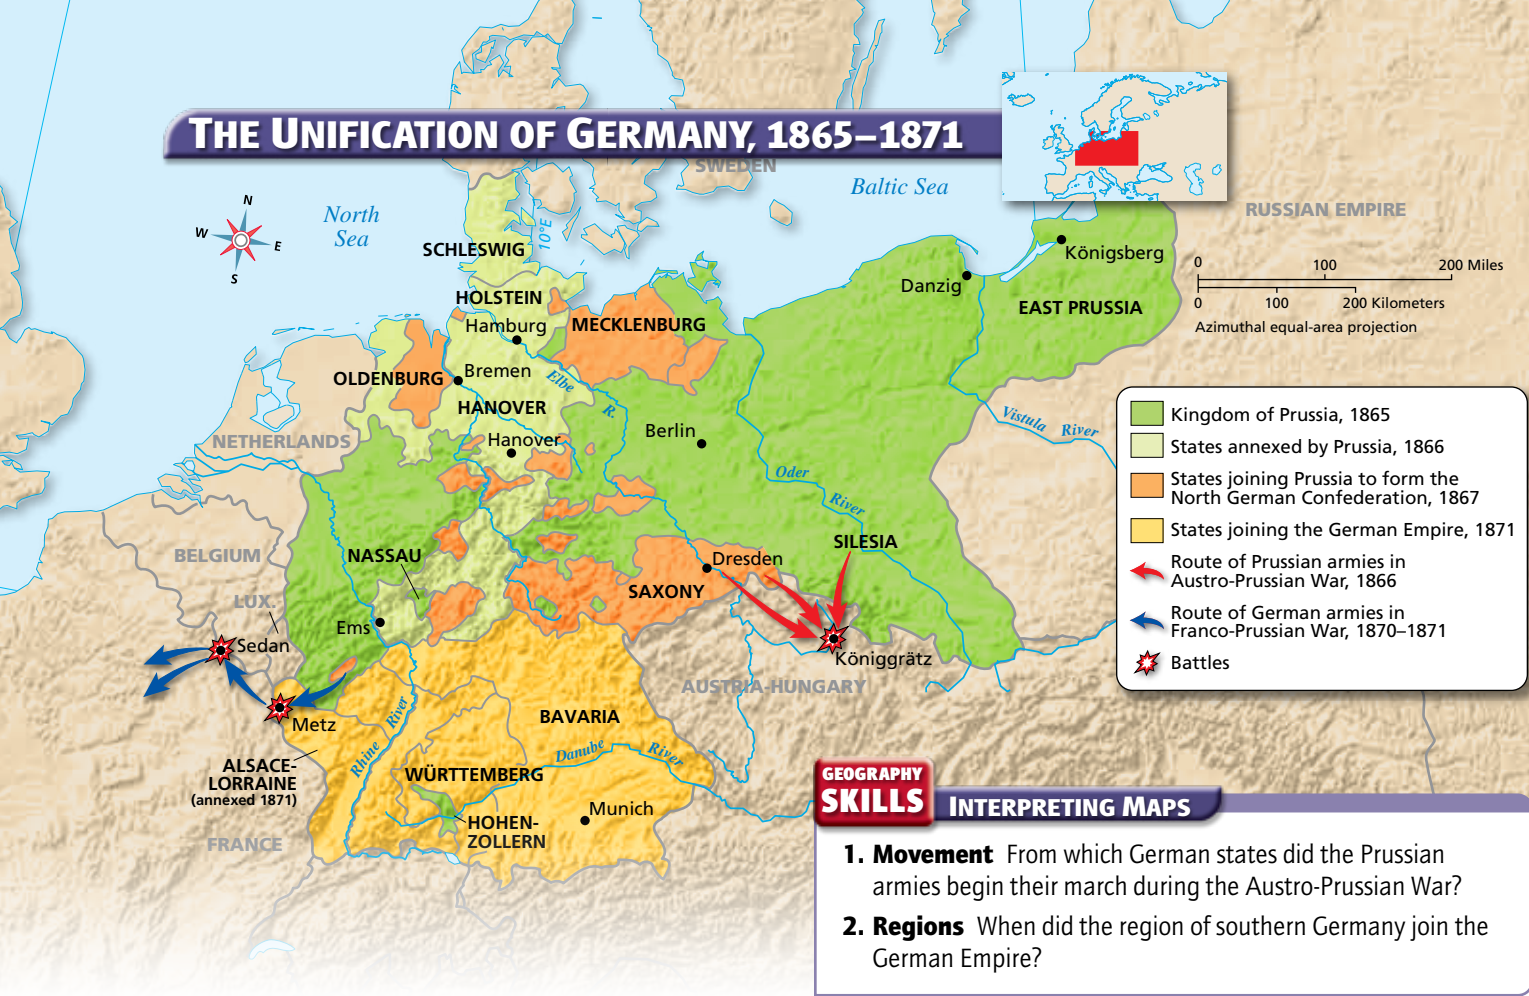 THE UNIFICATION OF GERMANY, 1865–1871
SWEDEN
Baltic Sea
North
Sea
N
W
E
S
10°E
RUSSIAN EMPIRE
0 100 200 Miles
0 100 200 Kilometers
Azimuthal equal-area projection
SCHLESWIG
HOLSTEIN
Hamburg
MECKLENBURG
Königsberg
Danzig
EAST PRUSSIA
OLDENBURG
Bremen
Elbe
R.
HANOVER
Hanover
Berlin
NETHERLANDS
Vistula River
Oder
River
BELGIUM
NASSAU
SILESIA
Dresden
SAXONY
LUX.
Ems
Sedan
Königgrätz
AUSTRIA-HUNGARY
Metz
Rhine River
BAVARIA
Danube River
ALSACE-
LORRAINE
(annexed 1871)
WÜRTTEMBERG
Munich
HOHEN-
ZOLLERN
FRANCE
Kingdom of Prussia, 1865
States annexed by Prussia, 1866
States joining Prussia to form the
North German Confederation, 1867
States joining the German Empire, 1871
Route of Prussian armies in
Austro-Prussian War, 1866
Route of German armies in
Franco-Prussian War, 1870–1871
Battles
GEOGRAPHY
SKILLS
INTERPRETING MAPS
1. Movement From which German states did the Prussian
armies begin their march during the Austro-Prussian War?
2. Regions When did the region of southern Germany join the
German Empire?